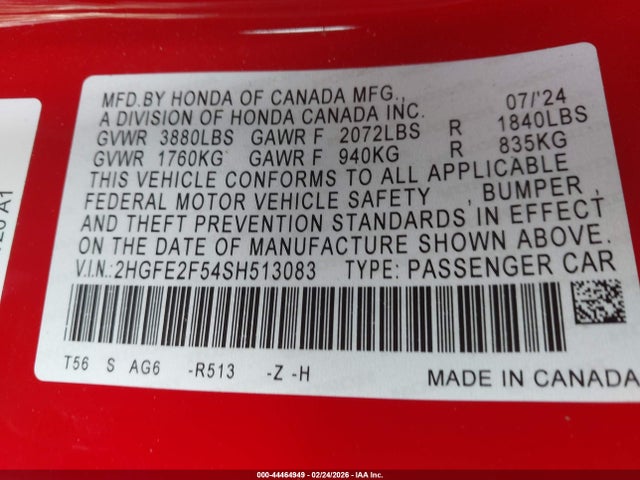 MFD.BY HONDA OF CANADA MFG., 07/'24
A DIVISION OF HONDA CANADA INC.
GVWR 3880LBS GAWR F 2072LBS R 1840LBS
GVWR 1760KG GAWR F 940KG R 835KG
THIS VEHICLE CONFORMS TO ALL APPLICABLE
FEDERAL MOTOR VEHICLE SAFETY , BUMPER ,
AND THEFT PREVENTION STANDARDS IN EFFECT
ON THE DATE OF MANUFACTURE SHOWN ABOVE.
V.I.N.:2HGFE2F54SH513083 TYPE: PASSENGER CAR
T56 S AG6 -R513 -Z -H
MADE IN CANADA
000-44464949 - 02/24/2026 - IAA Inc.